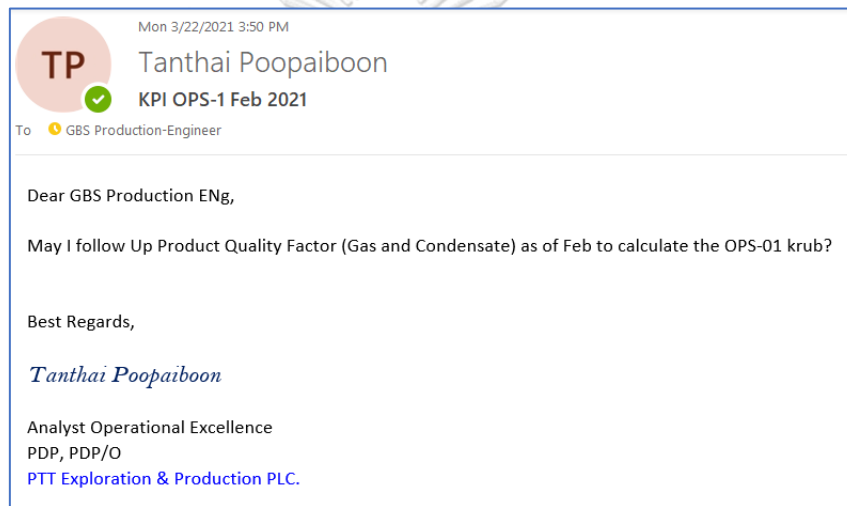 Mon 3/22/2021 3:50 PM
TP
Tanthai Poopaiboon
KPI OPS-1 Feb 2021
To GBS Production-Engineer
Dear GBS Production ENg,
May I follow Up Product Quality Factor (Gas and Condensate) as of Feb to calculate the OPS-01 krub?
Best Regards,
Tanthai Poopaiboon
Analyst Operational Excellence
PDP, PDP/O
PTT Exploration & Production PLC.